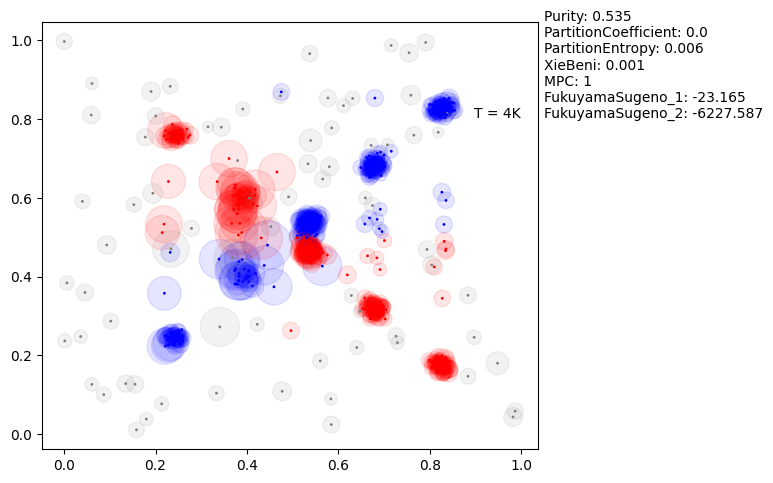 Purity: 0.535
PartitionCoefficient: 0.0
PartitionEntropy: 0.006
XieBeni: 0.001
MPC: 1
FukuyamaSugeno_1: -23.165
FukuyamaSugeno_2: -6227.587
T = 4K
1.0
0.8
0.6
0.4
0.2
0.0
0.0 0.2 0.4 0.6 0.8 1.0